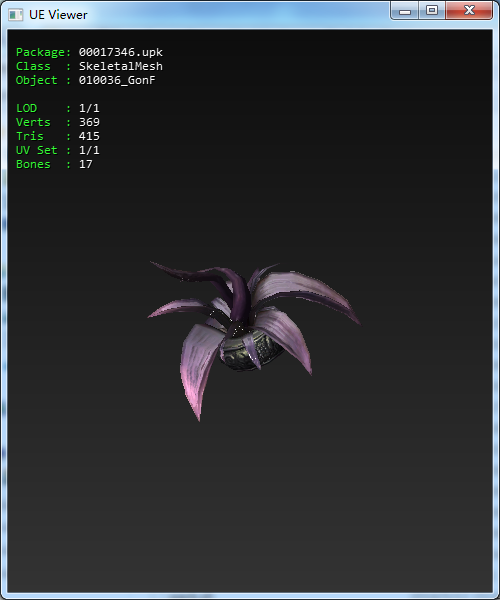 UE Viewer
Package: 00017346.upk
Class : SkeletalMesh
Object : 010036_GonF
LOD : 1/1
Verts : 369
Tris : 415
UV Set : 1/1
Bones : 17